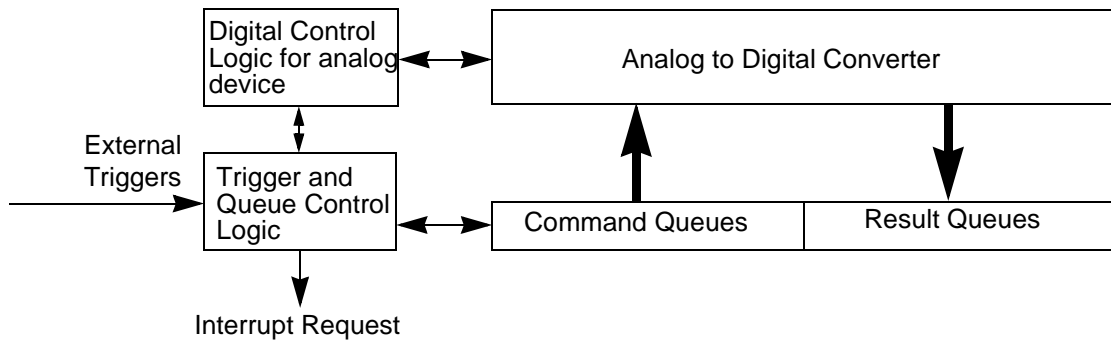 Digital Control
Logic for analog
device
Analog to Digital Converter
External
Triggers
Trigger and
Queue Control
Logic
Command Queues
Result Queues
Interrupt Request